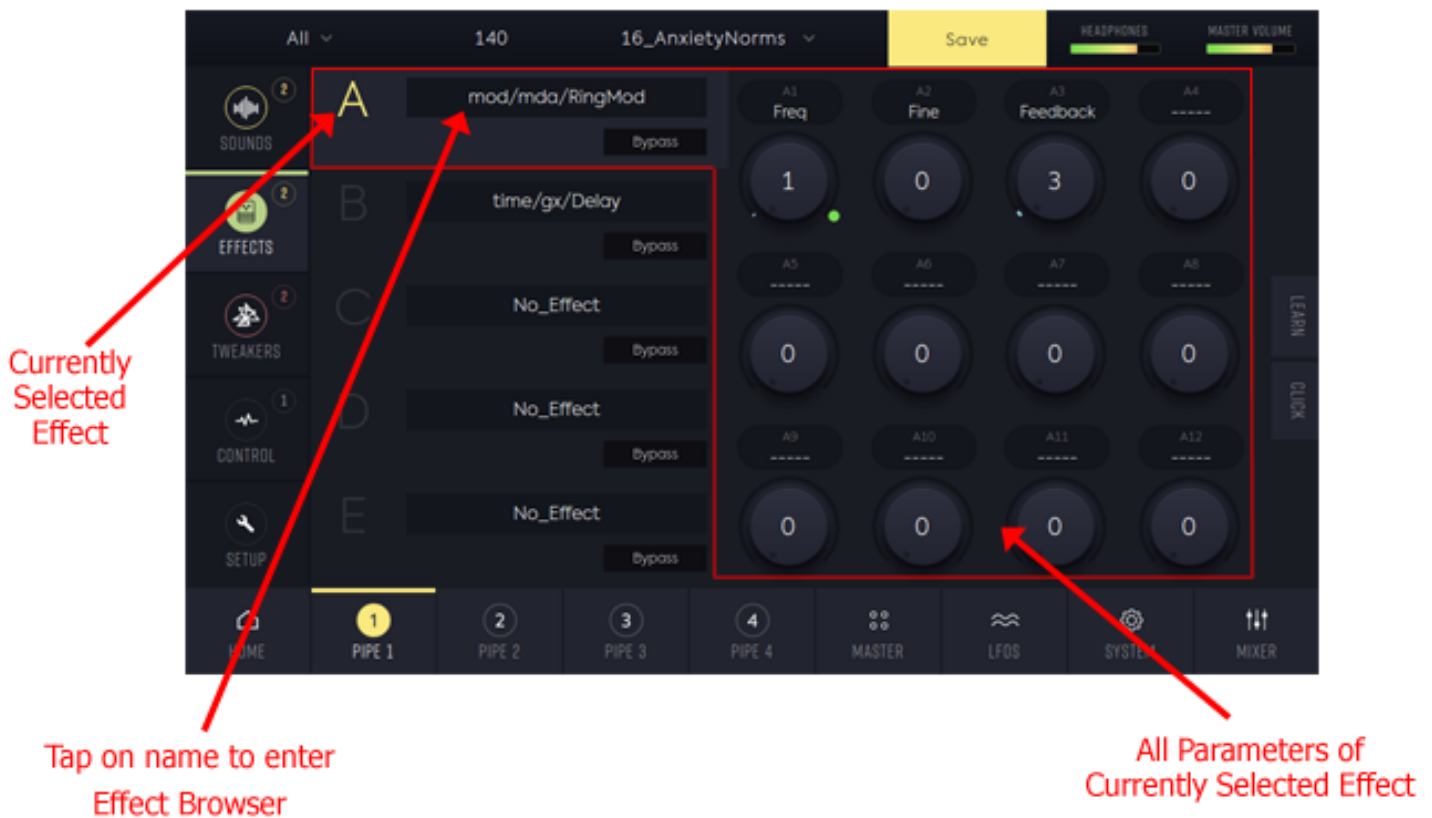 All 140 16_AnxietyNorms Save HEADPHONES MASTER VOLUME
2
SOUNDS
A mod/mda/RingMod
Bypass
A1 A2 A3 A4
Freq Fine Feedback -----
1 0 3 0
2
EFFECTS
B time/gx/Delay
Bypass
A5 A6 A7 A8
----- ----- ----- -----
0 0 0 0
2
TWEAKERS
C No_Effect
Bypass
LEARN
1
CONTROL
D No_Effect
Bypass
CLICK
A9 A10 A11 A12
----- ----- ----- -----
0 0 0 0
SETUP
E No_Effect
Bypass
1 2 3 4
HOME PIPE 1 PIPE 2 PIPE 3 PIPE 4 MASTER LFOS SYSTEM MIXER
Currently
Selected
Effect
Tap on name to enter
Effect Browser
All Parameters of
Currently Selected Effect